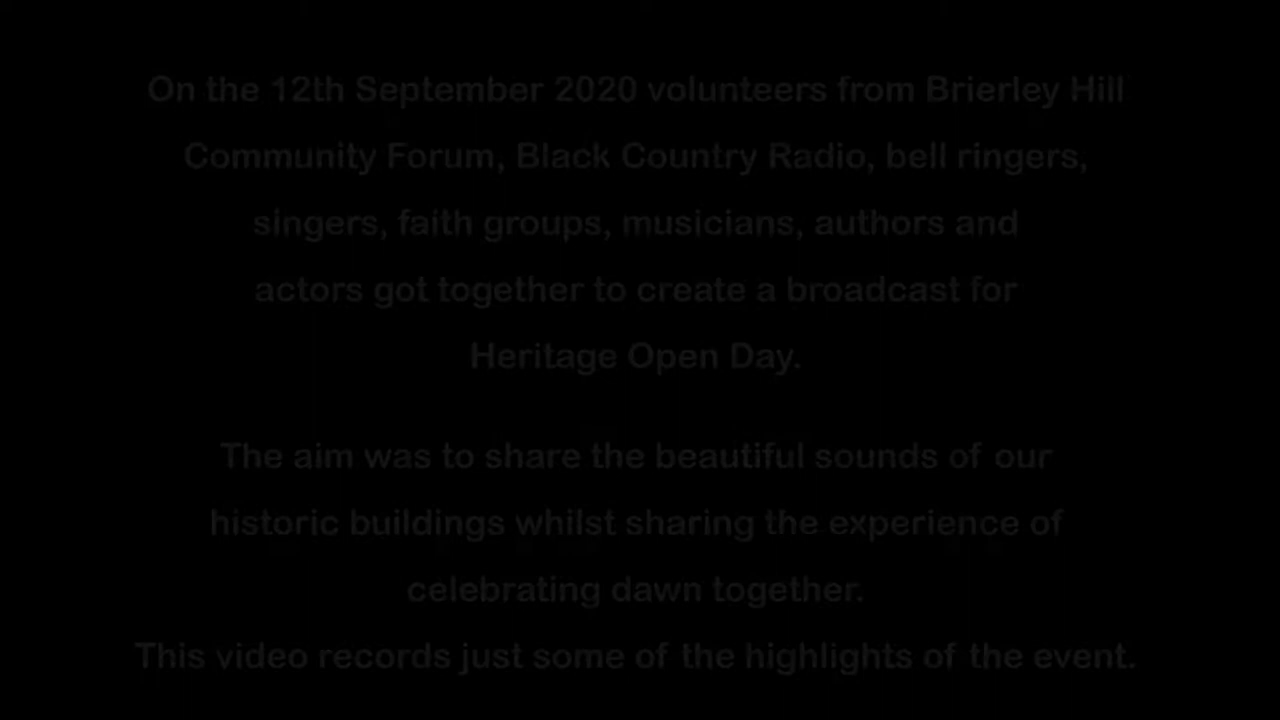 On the 12th September 2020 volunteers from Brierley Hill
Community Forum, Black Country Radio, bell ringers,
singers, faith groups, musicians, authors and
actors got together to create a broadcast for
Heritage Open Day.
The aim was to share the beautiful sounds of our
historic buildings whilst sharing the experience of
celebrating dawn together.
This video records just some of the highlights of the event.